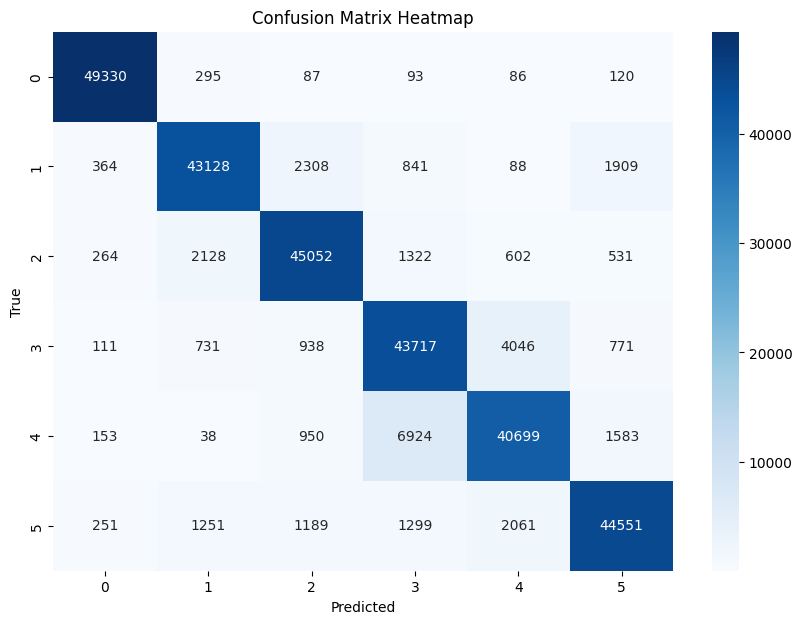 Confusion Matrix Heatmap
0 49330 295 87 93 86 120
1 364 43128 2308 841 88 1909
2 264 2128 45052 1322 602 531
3 111 731 938 43717 4046 771
4 153 38 950 6924 40699 1583
5 251 1251 1189 1299 2061 44551
0 1 2 3 4 5
Predicted
True
40000
30000
20000
10000